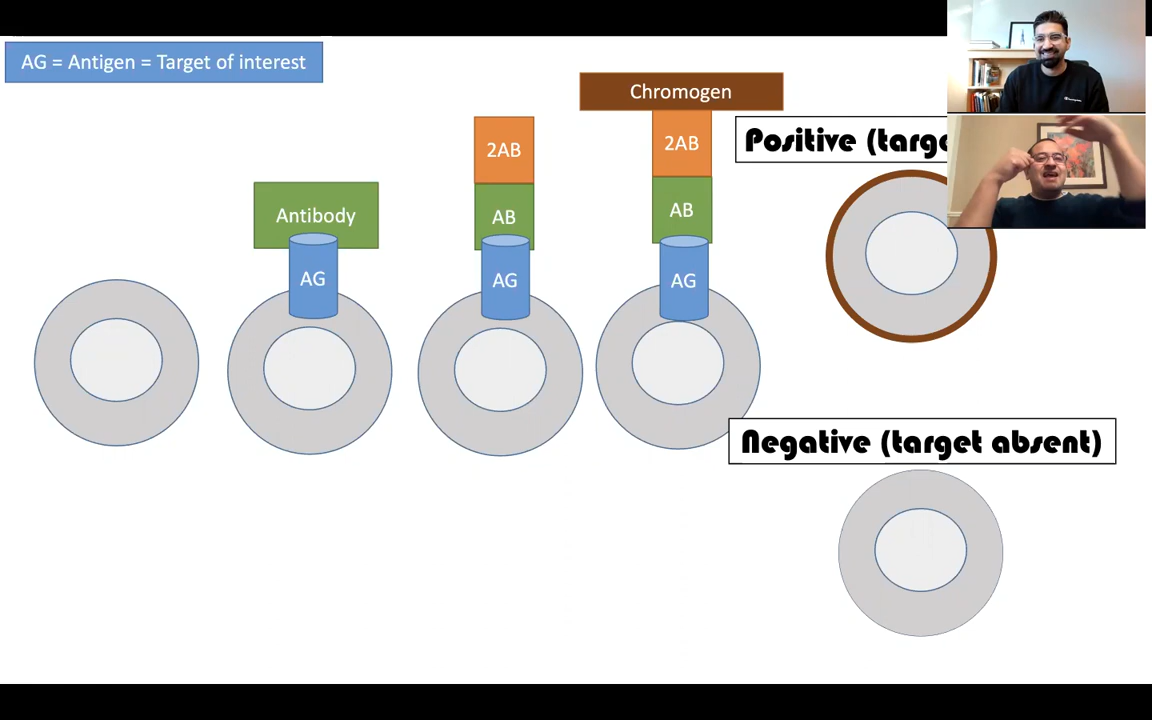 AG = Antigen = Target of interest
Chromogen
2AB
2AB
Positive (targe
Antibody
AB
AB
AG
AG
AG
Negative (target absent)